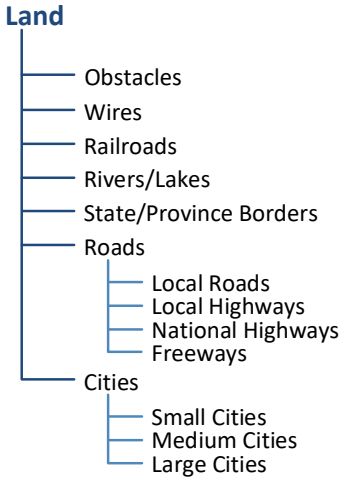 Land
Obstacles
Wires
Railroads
Rivers/Lakes
State/Province Borders
Roads
Local Roads
Local Highways
National Highways
Freeways
Cities
Small Cities
Medium Cities
Large Cities